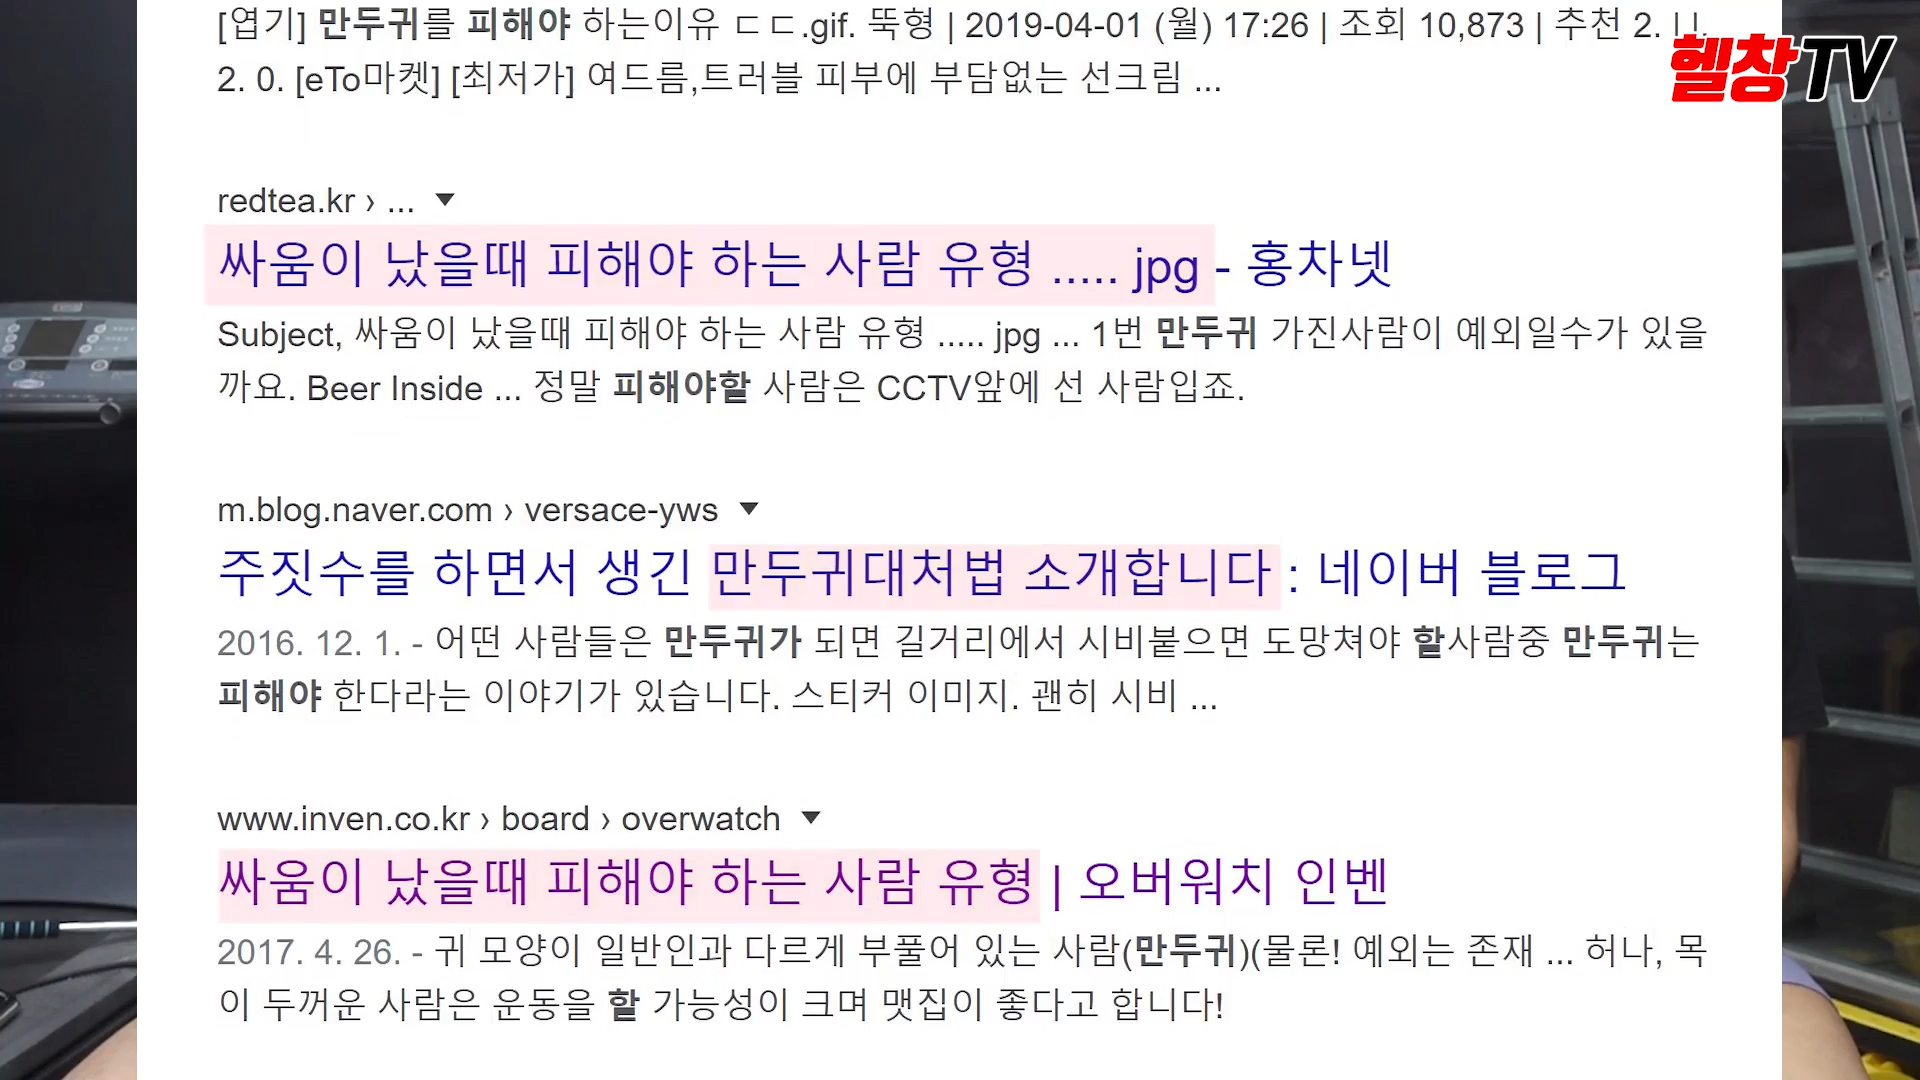 [엽기] 만두귀를 피해야 하는이유 ㄷㄷ.gif. 뚝형 | 2019-04-01 (월) 17:26 | 조회 10,873 | 추천 2. | |.
2. 0. [eTo마켓] [최저가] 여드름,트러블 피부에 부담없는 선크림 ...
헬창TV
redtea.kr › ... ▼
싸움이 났을때 피해야 하는 사람 유형 ..... jpg - 홍차넷
Subject, 싸움이 났을때 피해야 하는 사람 유형 ..... jpg ... 1번 만두귀 가진사람이 예외일수가 있을
까요. Beer Inside ... 정말 피해야할 사람은 CCTV앞에 선 사람입죠.
m.blog.naver.com › versace-yws ▼
주짓수를 하면서 생긴 만두귀대처법 소개합니다 : 네이버 블로그
2016. 12. 1. - 어떤 사람들은 만두귀가 되면 길거리에서 시비붙으면 도망쳐야 할사람중 만두귀는
피해야 한다라는 이야기가 있습니다. 스티커 이미지. 괜히 시비 ...
www.inven.co.kr › board › overwatch ▼
싸움이 났을때 피해야 하는 사람 유형 | 오버워치 인벤
2017. 4. 26. - 귀 모양이 일반인과 다르게 부풀어 있는 사람(만두귀)(물론! 예외는 존재 ... 허나, 목
이 두꺼운 사람은 운동을 할 가능성이 크며 맷집이 좋다고 합니다!